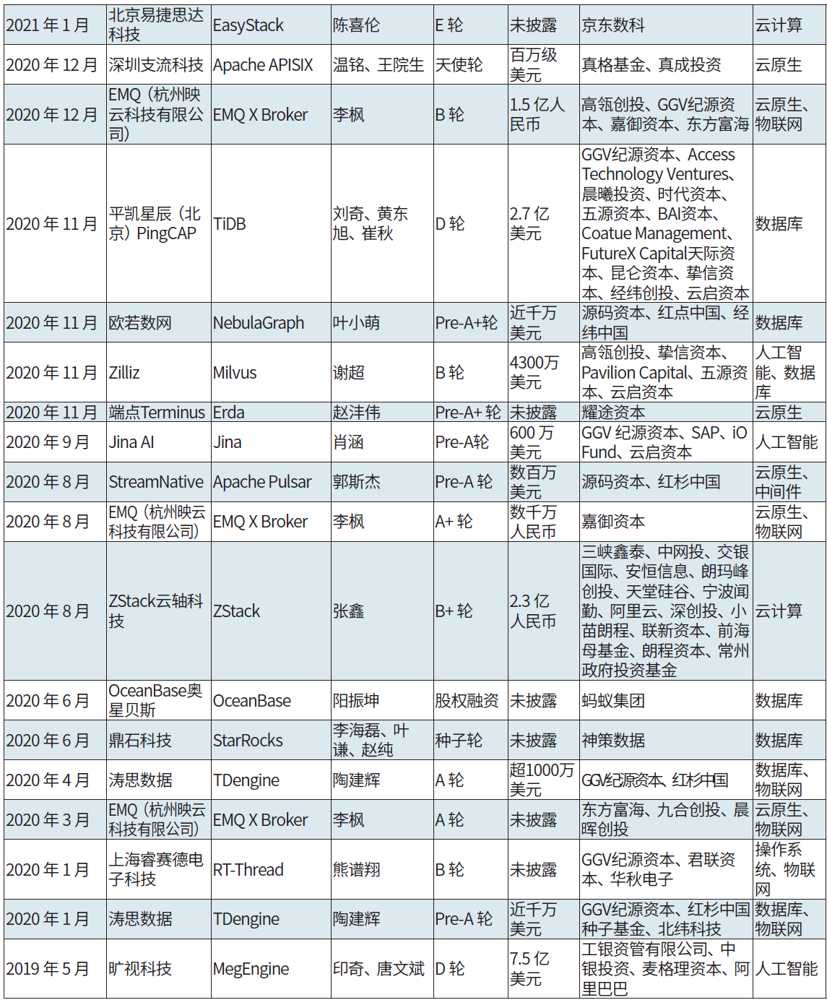 2021 年 1 月 北京易捷思达 EasyStack 陈喜伦 E 轮 未披露 京东数科 云计算
科技
2020 年 12 月 深圳支流科技 Apache APISIX 温铭、王院生 天使轮 百万级 真格基金、真成投资 云原生
美元
2020 年 12 月 EMQ（杭州映 EMQ X Broker 李枫 B 轮 1.5 亿人 高瓴创投、GGV纪源资 云原生、
云科技有限公 民币 本、嘉御资本、东方富海 物联网
司）
2020 年 11 月 平凯星辰（北 TiDB 刘奇、黄东 D 轮 2.7 亿 GGV纪源资本、Access 数据库
京）PingCAP 旭、崔秋 美元 Technology Ventures、
晨曦投资、时代资本、
五源资本、BAI资本、
Coatue Management、
FutureX Capital天际资
本、昆仑资本、挚信资
本、经纬创投、云启资本
2020 年 11 月 欧若数网 NebulaGraph 叶小萌 Pre-A+轮 近千万 源码资本、红点中国、经 数据库
美元 纬中国
2020 年 11 月 Zilliz Milvus 谢超 B 轮 4300万 高瓴创投、挚信资本、 人工智
美元 Pavilion Capital、五源资 能、数据
本、云启资本 库
2020 年 11 月 端点Terminus Erda 赵沣伟 Pre-A+ 轮 未披露 耀途资本 云原生
2020 年 9 月 Jina AI Jina 肖涵 Pre-A轮 600 万 GGV 纪源资本、SAP、iO 人工智能
美元 Fund、云启资本
2020 年 8 月 StreamNative Apache Pulsar 郭斯杰 Pre-A 轮 数百万 源码资本、红杉中国 云原生、
美元 中间件
2020 年 8 月 EMQ（杭州映云 EMQ X Broker 李枫 A+ 轮 数千万 嘉御资本 云原生、
科技有限公司） 人民币 物联网
2020 年 8 月 ZStack云轴科 ZStack 张鑫 B+ 轮 2.3 亿 三峡鑫泰、中网投、交银 云计算
技 人民币 国际、安恒信息、朗玛峰
创投、天堂硅谷、宁波闻
勤、阿里云、深创投、小
苗朗程、联新资本、前海
母基金、朗程资本、常州
政府投资基金
2020 年 6 月 OceanBase奥 OceanBase 阳振坤 股权融资 未披露 蚂蚁集团 数据库
星贝斯
2020 年 6 月 鼎石科技 StarRocks 李海磊、叶 种子轮 未披露 神策数据 数据库
谦、赵纯
2020 年 4 月 涛思数据 TDengine 陶建辉 A 轮 超1000万 GGV纪源资本、红杉中国 数据库、
美元 物联网
2020 年 3 月 EMQ（杭州映云 EMQ X Broker 李枫 A 轮 未披露 东方富海、九合创投、晨 云原生、
科技有限公司） 晖创投 物联网
2020 年 1 月 上海睿赛德电 RT-Thread 熊谱翔 B 轮 未披露 GGV纪源资本、君联资 操作系
子科技 本、华秋电子 统、物联
网
2020 年 1 月 涛思数据 TDengine 陶建辉 Pre-A 轮 近千万 GGV纪源资本、红杉中国 数据库、
美元 种子基金、北纬科技 物联网
2019 年 5 月 旷视科技 MegEngine 印奇、唐文斌 D 轮 7.5 亿 工银资管有限公司、中 人工智能
美元 银投资、麦格理资本、阿
里巴巴